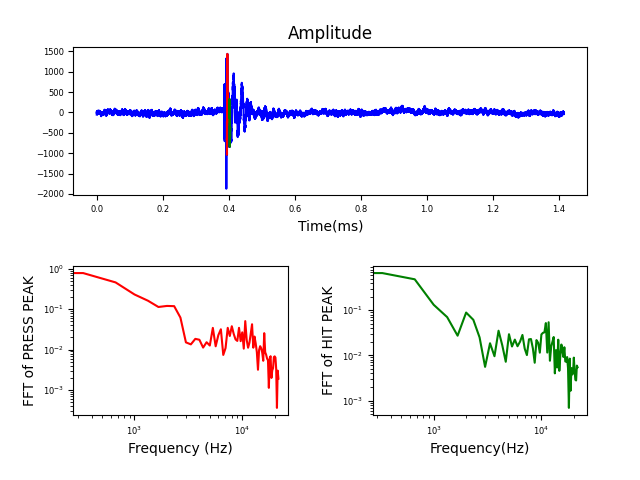 Amplitude
1500
1000
500
0
−500
−1000
−1500
−2000
0.0 0.2 0.4 0.6 0.8 1.0 1.2 1.4
Time(ms)
FFT of PRESS PEAK
10⁰
10⁻¹
10⁻²
10⁻³
10³ 10⁴
Frequency (Hz)
FFT of HIT PEAK
10⁻¹
10⁻²
10⁻³
10³ 10⁴
Frequency(Hz)